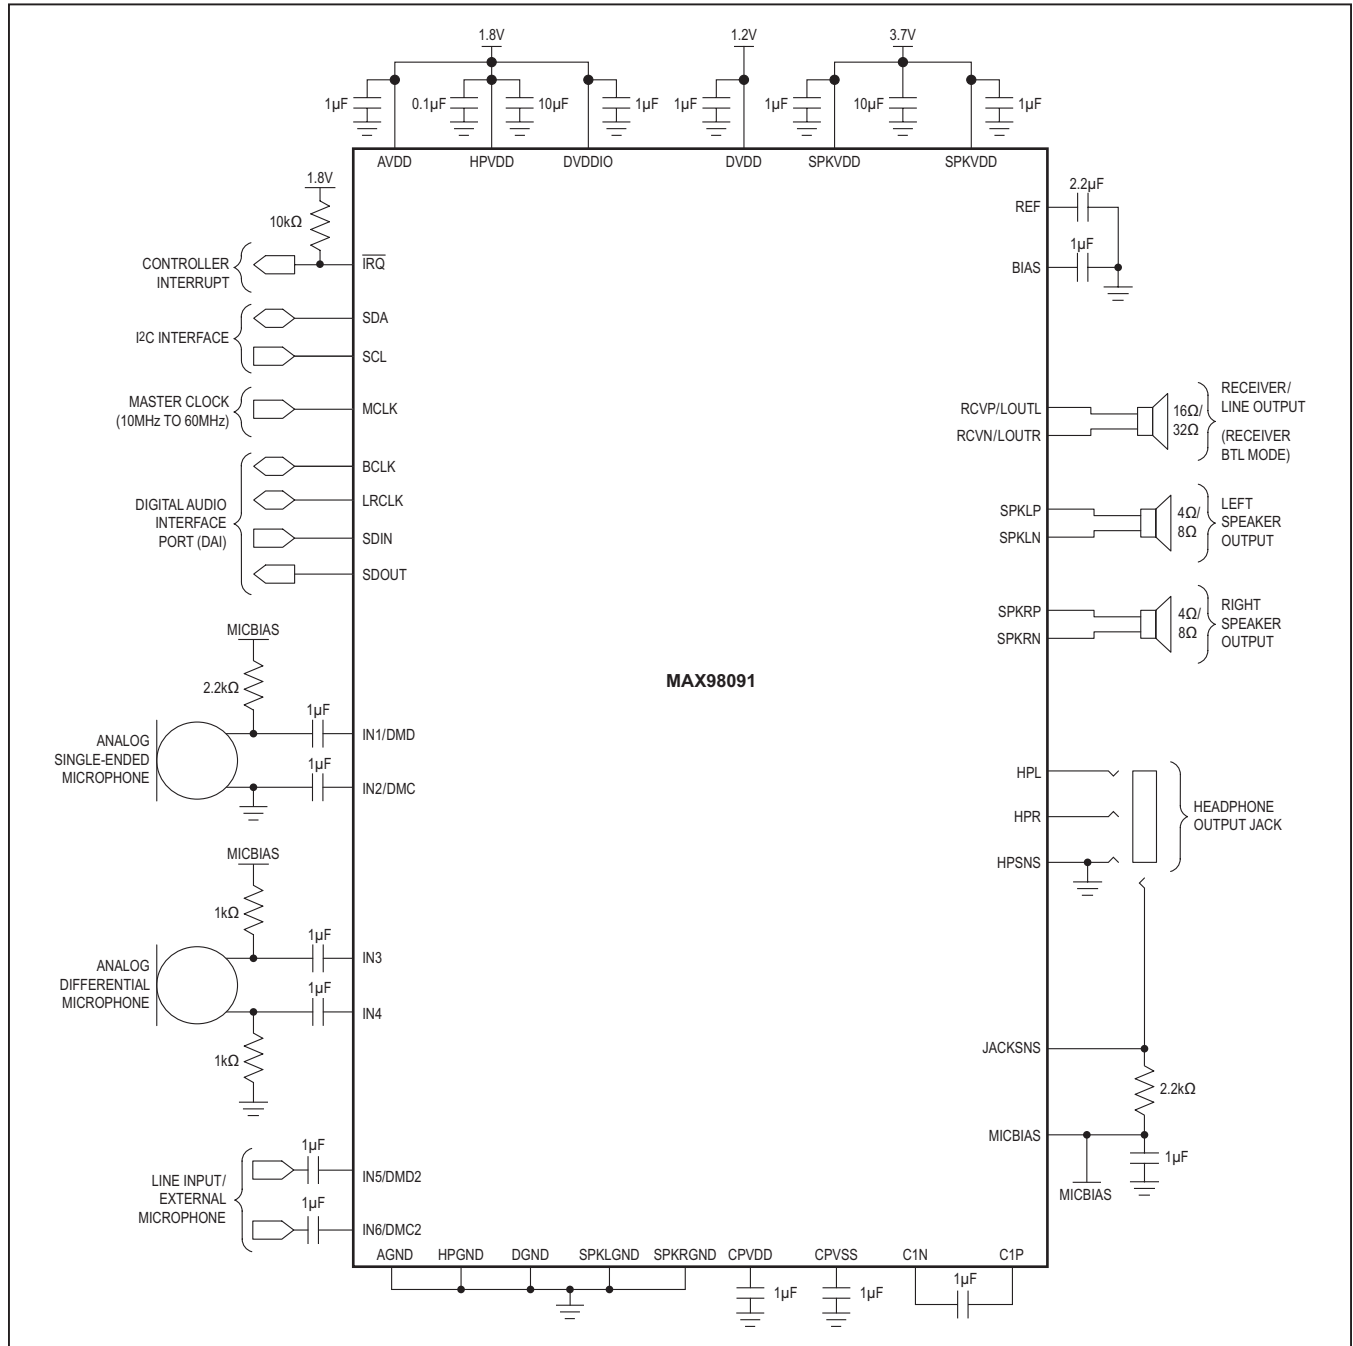 1.8V
1.2V
3.7V
1µF
0.1µF
10µF
1µF
1µF
1µF
10µF
1µF
AVDD
HPVDD
DVDDIO
DVDD
SPKVDD
SPKVDD
1.8V
10kΩ
CONTROLLER
INTERRUPT
IRQ
I2C INTERFACE
SDA
SCL
MASTER CLOCK
(10MHz TO 60MHz)
MCLK
DIGITAL AUDIO
INTERFACE
PORT (DAI)
BCLK
LRCLK
SDIN
SDOUT
MICBIAS
2.2kΩ
1µF
ANALOG
SINGLE-ENDED
MICROPHONE
IN1/DMD
1µF
IN2/DMC
MICBIAS
1kΩ
1µF
ANALOG
DIFFERENTIAL
MICROPHONE
IN3
1µF
IN4
1kΩ
LINE INPUT/
EXTERNAL
MICROPHONE
1µF
IN5/DMD2
1µF
IN6/DMC2
MAX98091
2.2µF
REF
1µF
BIAS
RCVP/LOUTL
RCVN/LOUTR
16Ω/
32Ω
RECEIVER/
LINE OUTPUT
(RECEIVER
BTL MODE)
SPKLP
SPKLN
4Ω/
8Ω
LEFT
SPEAKER
OUTPUT
SPKRP
SPKRN
4Ω/
8Ω
RIGHT
SPEAKER
OUTPUT
HPL
HPR
HPSNS
HEADPHONE
OUTPUT JACK
JACKSNS
2.2kΩ
MICBIAS
1µF
MICBIAS
AGND
HPGND
DGND
SPKLGND
SPKRGND
CPVDD
CPVSS
C1N
C1P
1µF
1µF
1µF